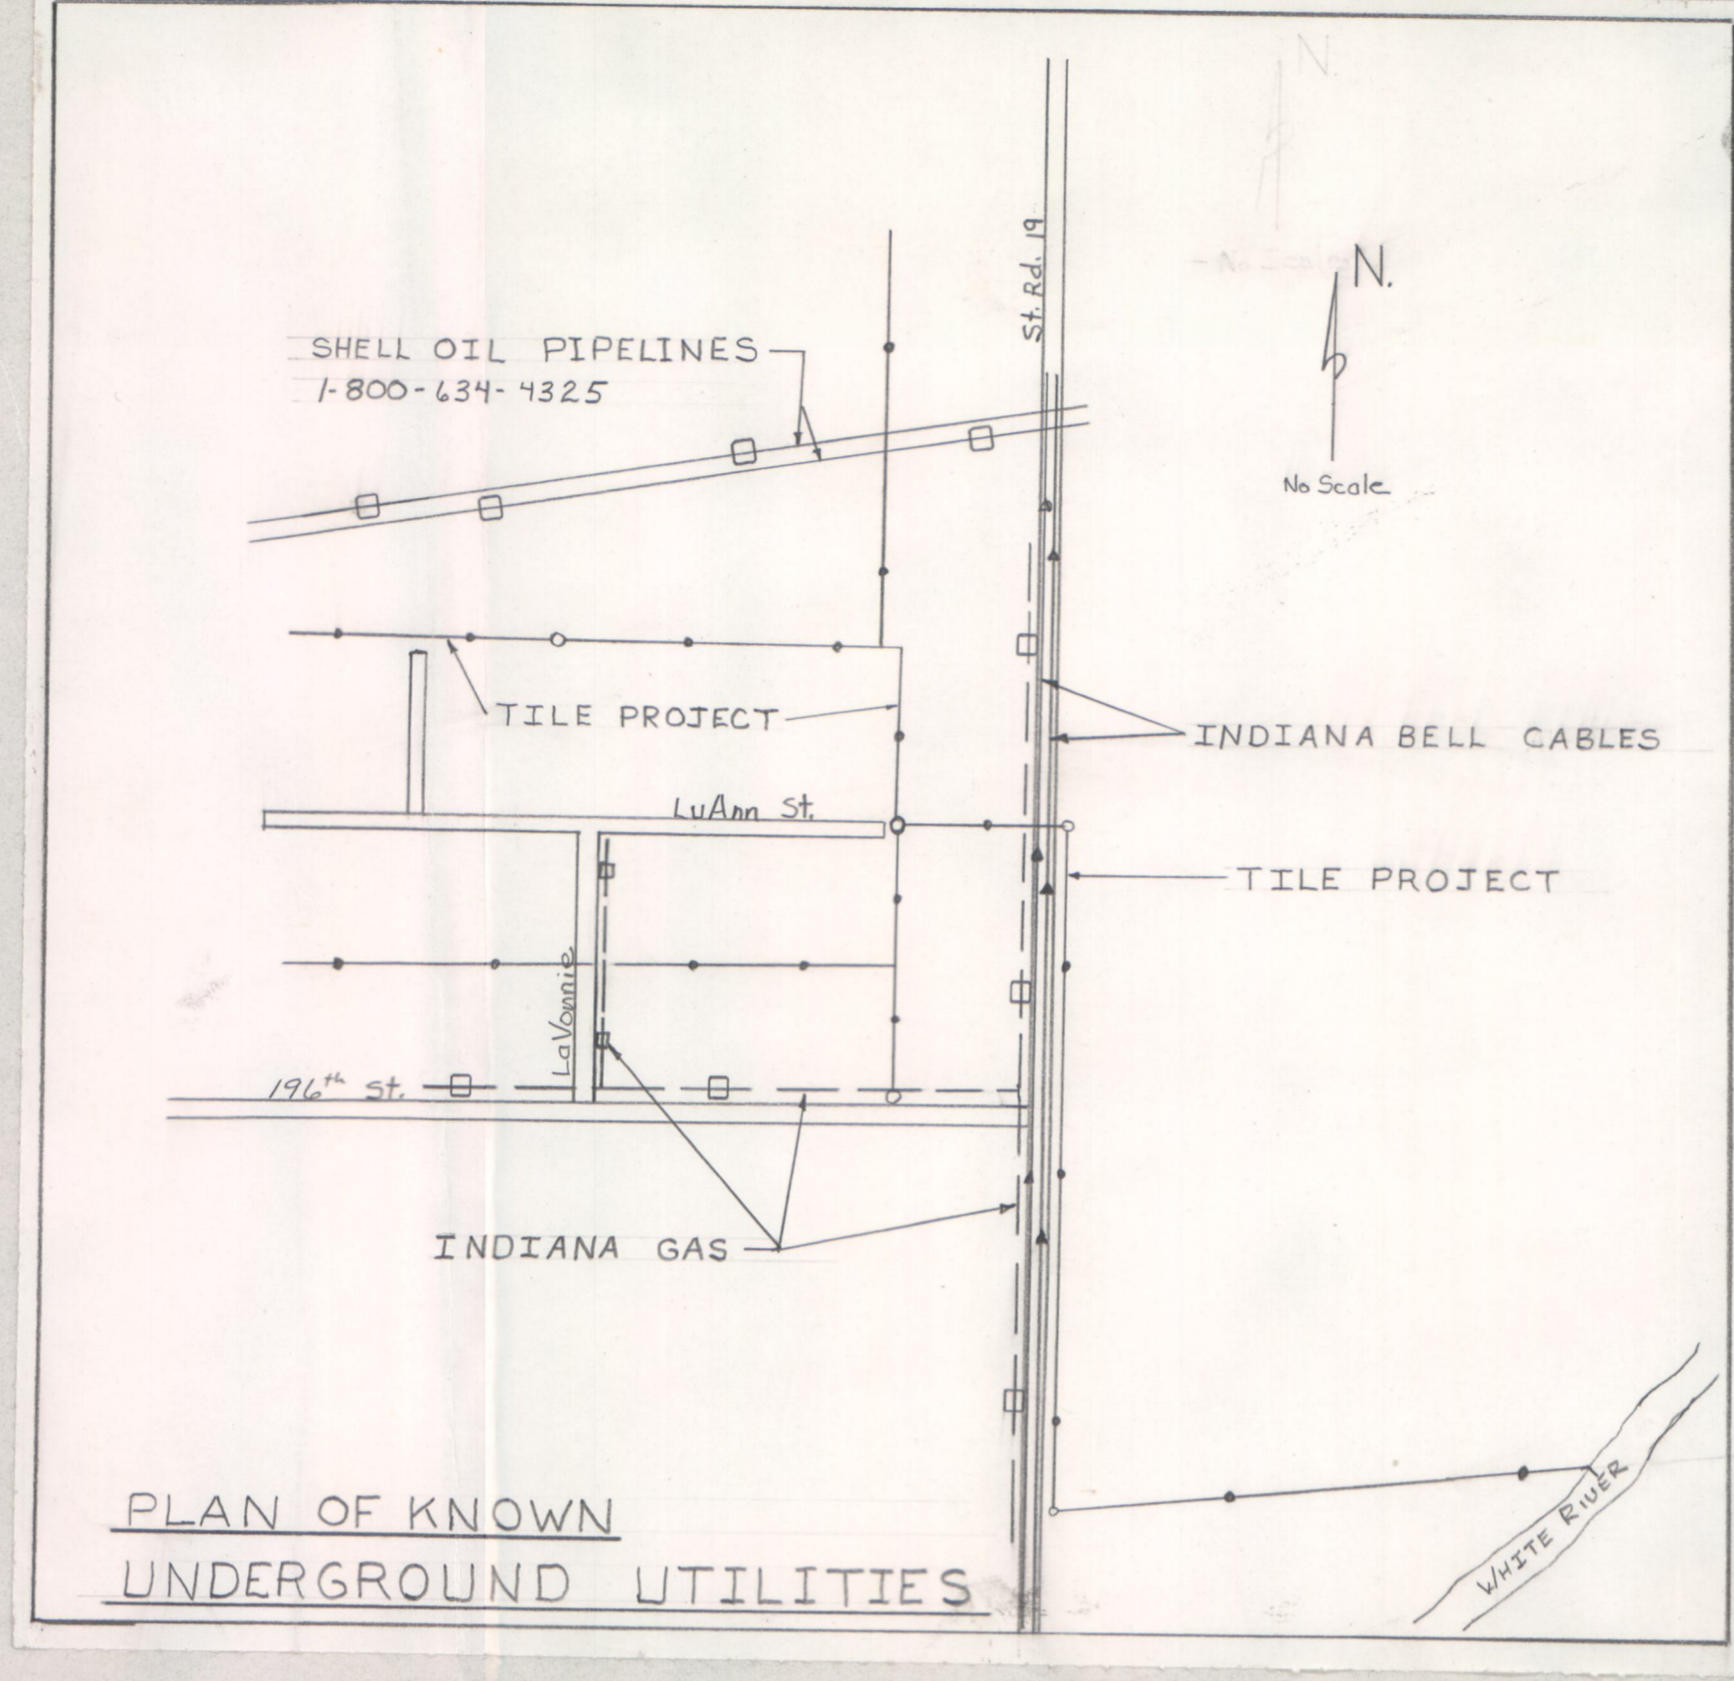 St. Rd. 19
N.
SHELL OIL PIPELINES
1-800-634-4325
No Scale
TILE PROJECT
INDIANA BELL CABLES
LuAnn St.
TILE PROJECT
LaVonnie
196th St.
INDIANA GAS
WHITE RIVER
PLAN OF KNOWN
UNDERGROUND UTILITIES